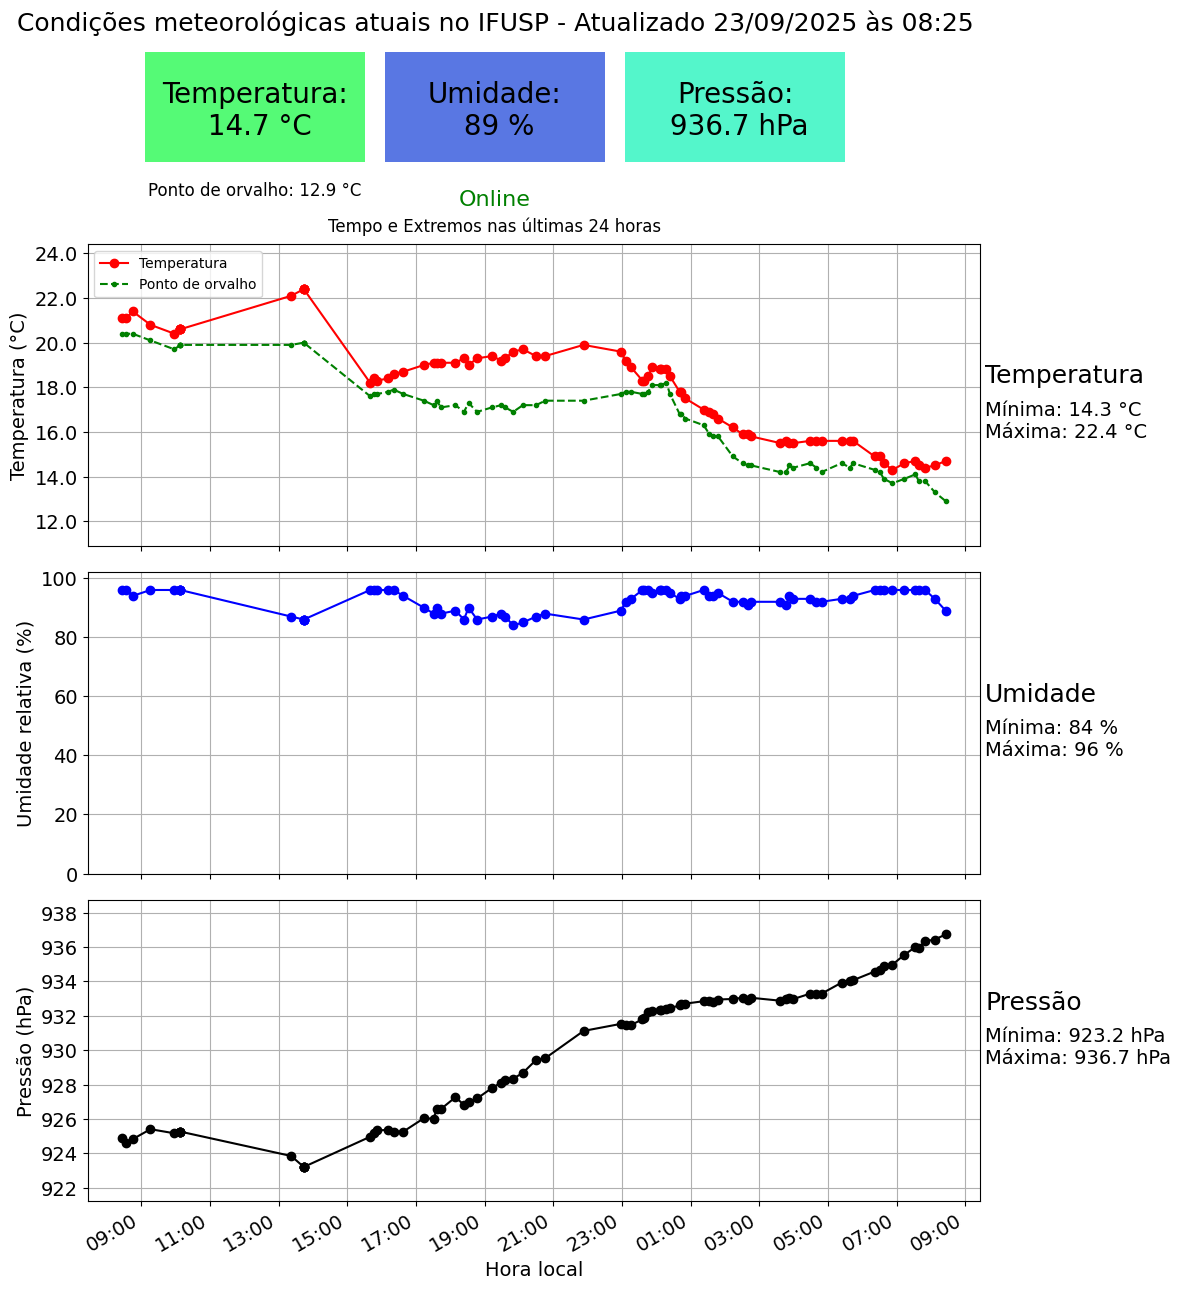 Condições meteorológicas atuais no IFUSP - Atualizado 23/09/2025 às 08:25
Temperatura:
14.7 °C
Umidade:
89 %
Pressão:
936.7 hPa
Ponto de orvalho: 12.9 °C
Online
Tempo e Extremos nas últimas 24 horas
Temperatura (°C)
24.0
22.0
20.0
18.0
16.0
14.0
12.0
Temperatura
Ponto de orvalho
Temperatura
Mínima: 14.3 °C
Máxima: 22.4 °C
Umidade relativa (%)
100
80
60
40
20
0
Umidade
Mínima: 84 %
Máxima: 96 %
Pressão (hPa)
938
936
934
932
930
928
926
924
922
Pressão
Mínima: 923.2 hPa
Máxima: 936.7 hPa
09:00
11:00
13:00
15:00
17:00
19:00
21:00
23:00
01:00
03:00
05:00
07:00
09:00
Hora local